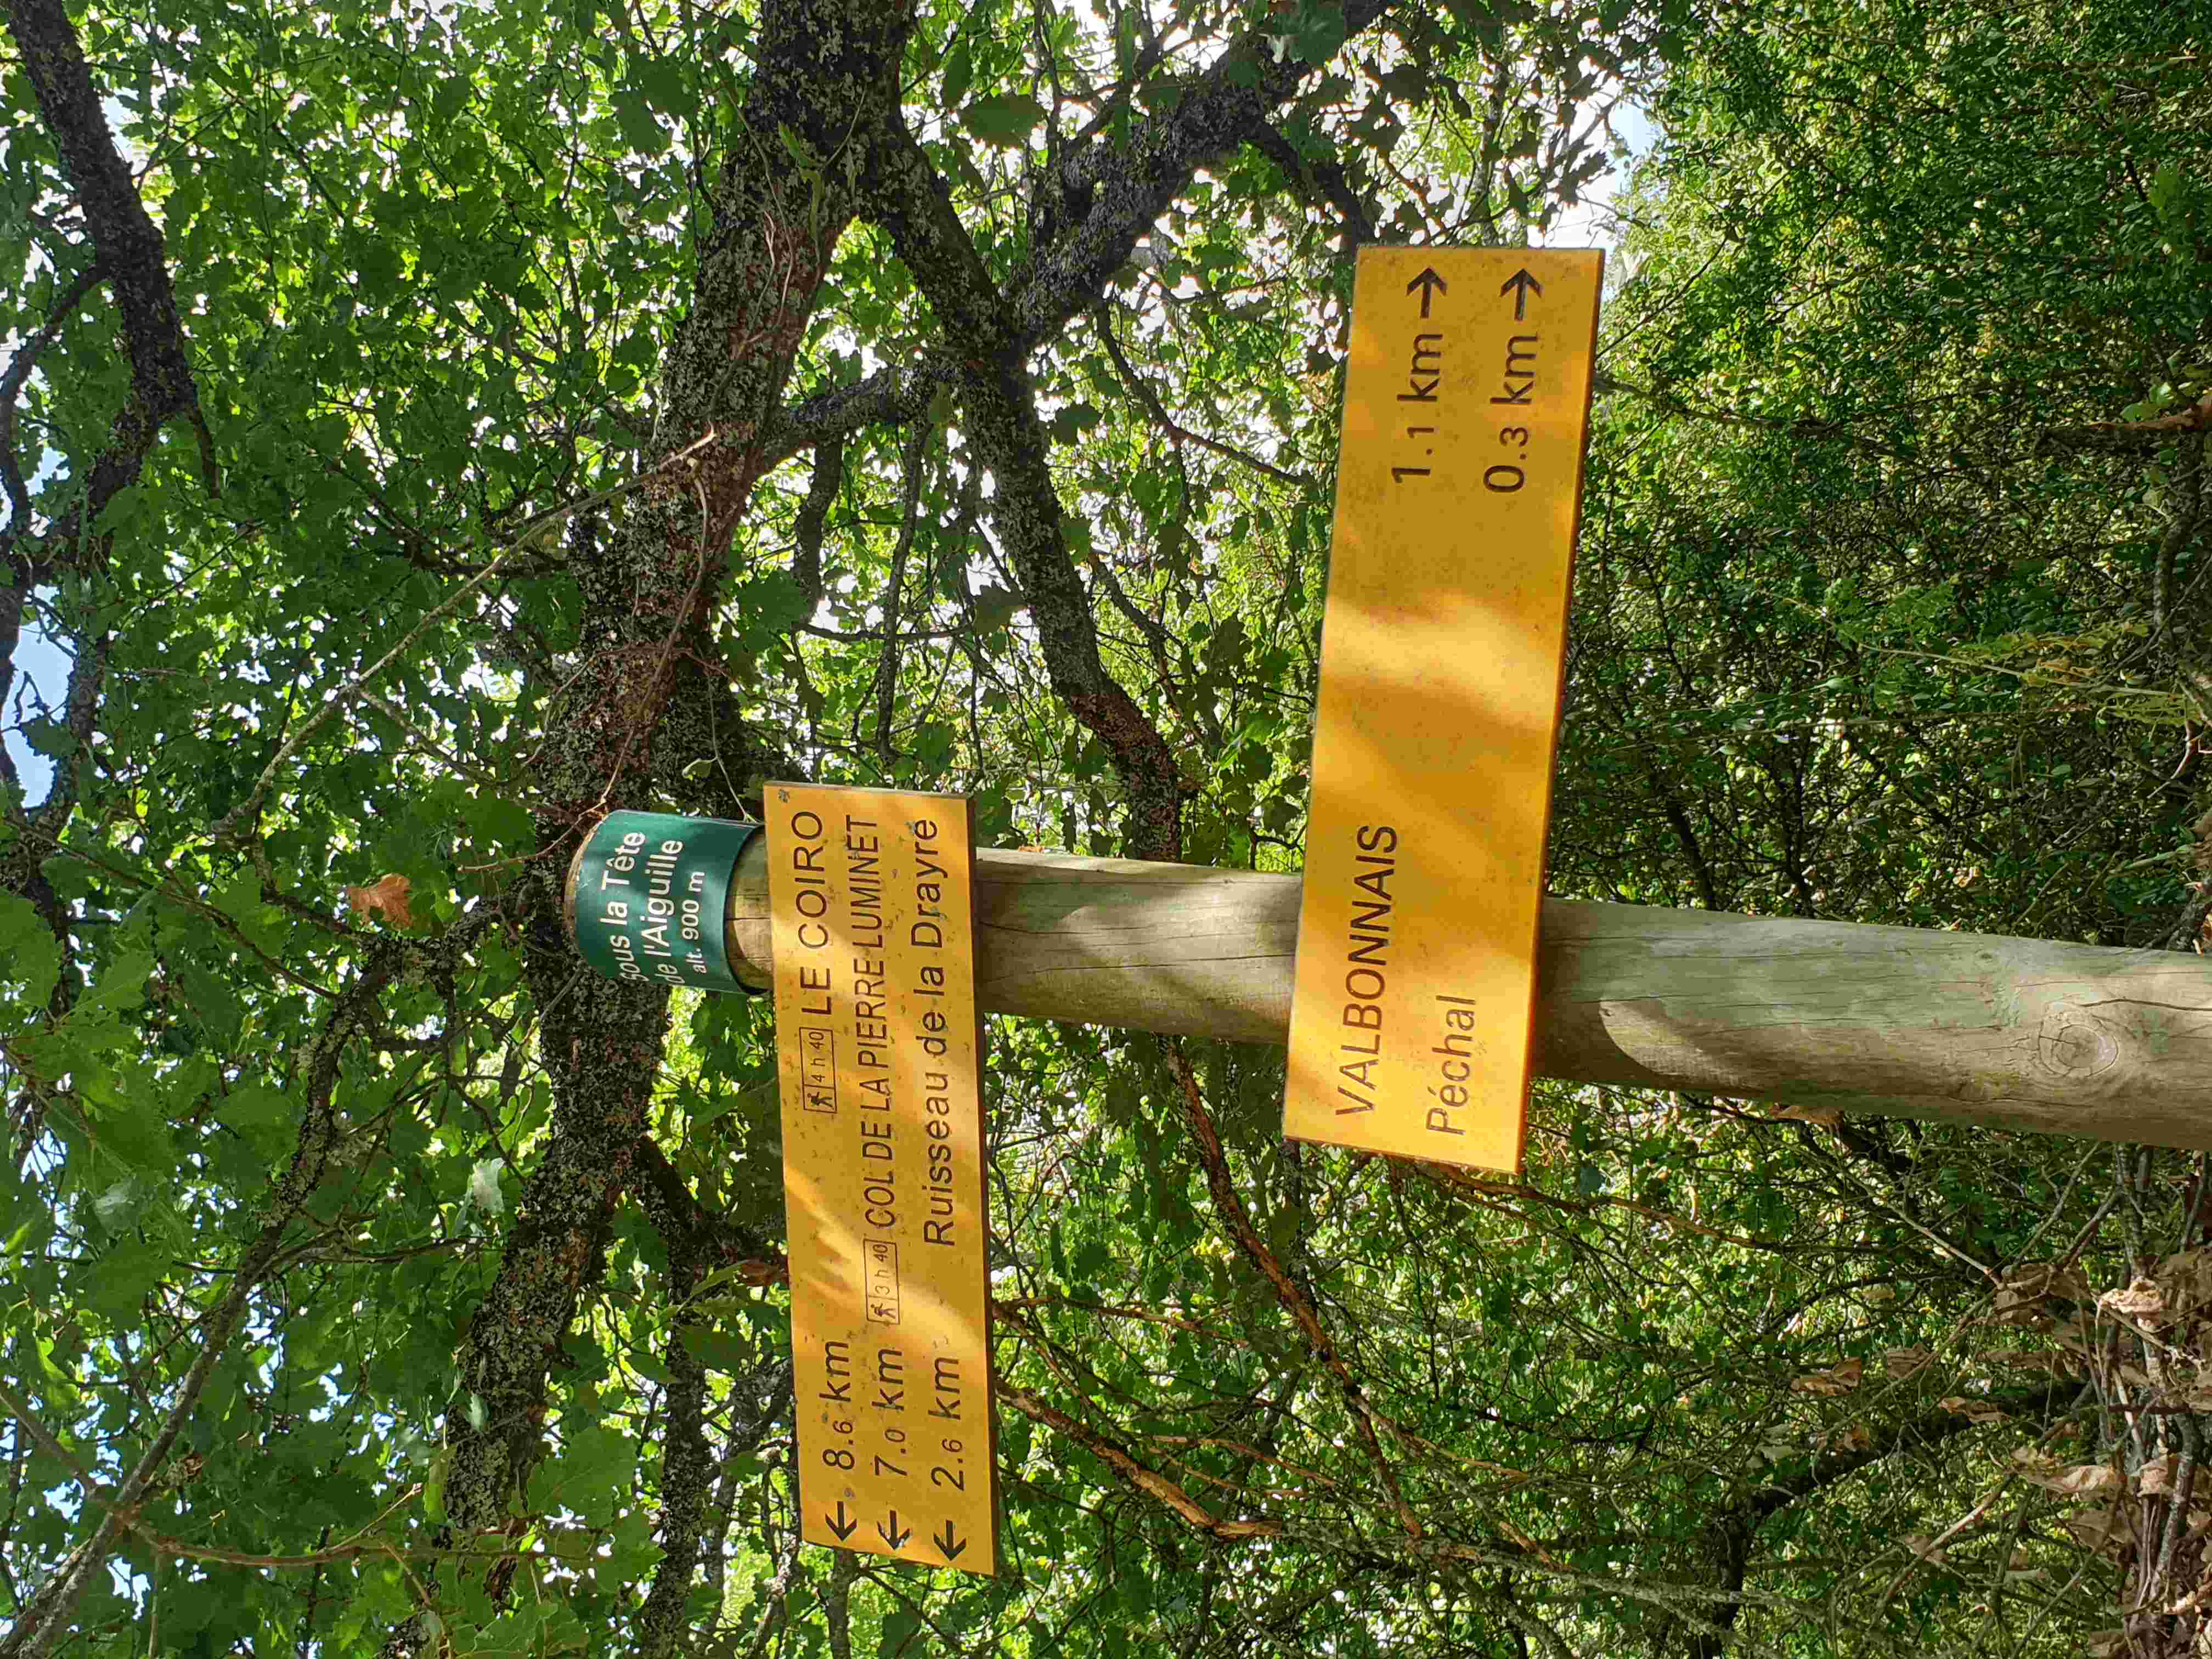 Sous la Tête
de l'Aiguille
alt. 900 m
← 8.6 km 4 h 40 LE COIRO
← 7.0 km 3 h 40 COL DE LA PIERRE LUMINET
← 2.6 km Ruisseau de la Drayre
VALBONNAIS 1.1 km →
Péchal 0.3 km →